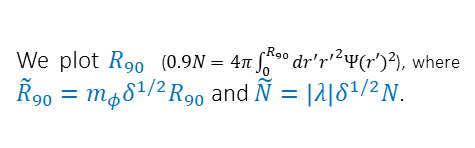 We plot R₉₀ (0.9N = 4π ∫₀^{R₉₀} dr′r′²Ψ(r′)²), where
R̃₉₀ = m_ϕδ^{1/2}R₉₀ and Ñ = |λ|δ^{1/2}N.